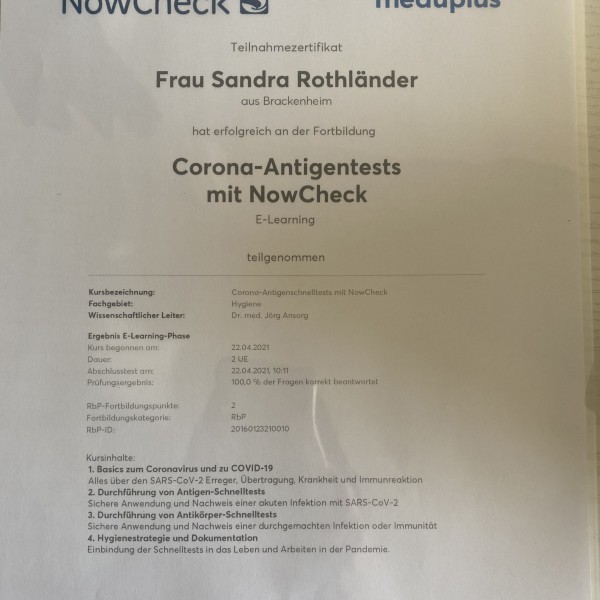 NowCheck meduplus
Teilnahmezertifikat
Frau Sandra Rothländer
aus Brackenheim
hat erfolgreich an der Fortbildung
Corona-Antigentests
mit NowCheck
E-Learning
teilgenommen
Kursbezeichnung: Corona-Antigenschnelltests mit NowCheck
Fachgebiet: Hygiene
Wissenschaftlicher Leiter: Dr. med. Jörg Ansorg
Ergebnis E-Learning-Phase
Kurs begonnen am: 22.04.2021
Dauer: 2 UE
Abschlusstest am: 22.04.2021, 10:11
Prüfungsergebnis: 100,0 % der Fragen korrekt beantwortet
RbP-Fortbildungspunkte: 2
Fortbildungskategorie: RbP
RbP-ID: 20160123210010
Kursinhalte:
1. Basics zum Coronavirus und zu COVID-19
Alles über den SARS-CoV-2 Erreger, Übertragung, Krankheit und Immunreaktion
2. Durchführung von Antigen-Schnelltests
Sichere Anwendung und Nachweis einer akuten Infektion mit SARS-CoV-2
3. Durchführung von Antikörper-Schnelltests
Sichere Anwendung und Nachweis einer durchgemachten Infektion oder Immunität
4. Hygienestrategie und Dokumentation
Einbindung der Schnelltests in das Leben und Arbeiten in der Pandemie.